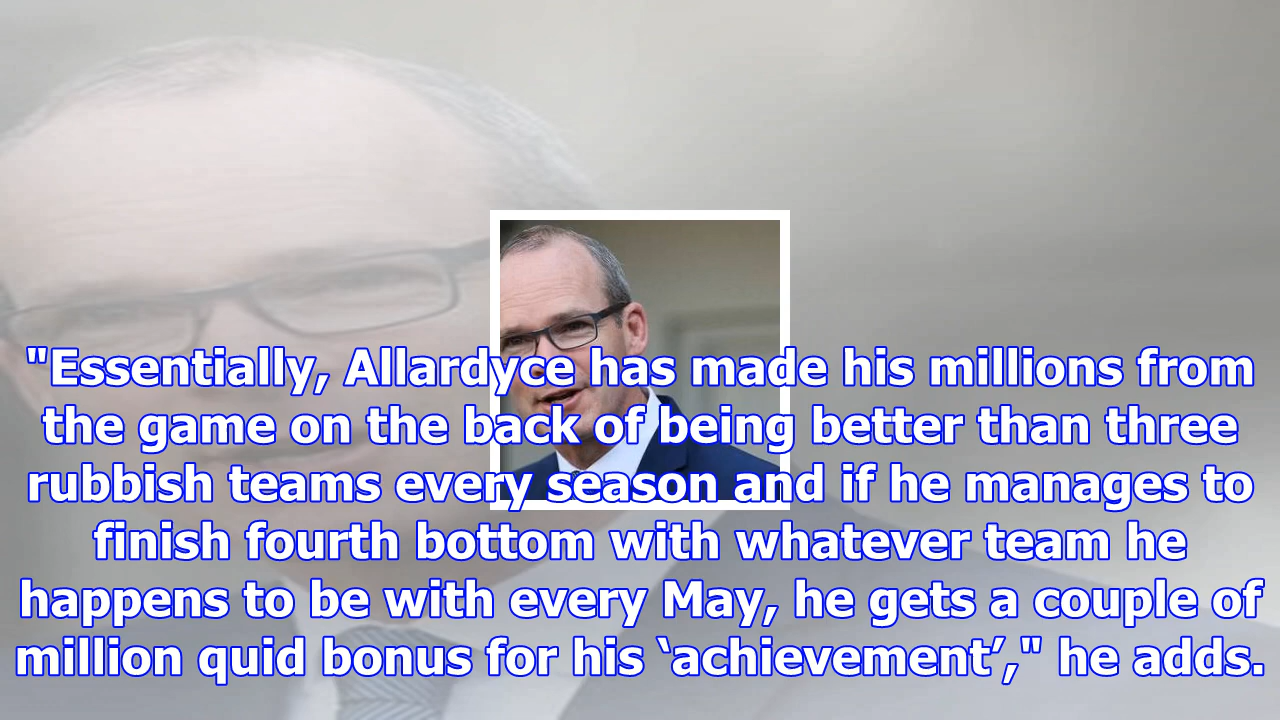 "Essentially, Allardyce has made his millions from
the game on the back of being better than three
rubbish teams every season and if he manages to
finish fourth bottom with whatever team he
happens to be with every May, he gets a couple of
million quid bonus for his ‘achievement’," he adds.